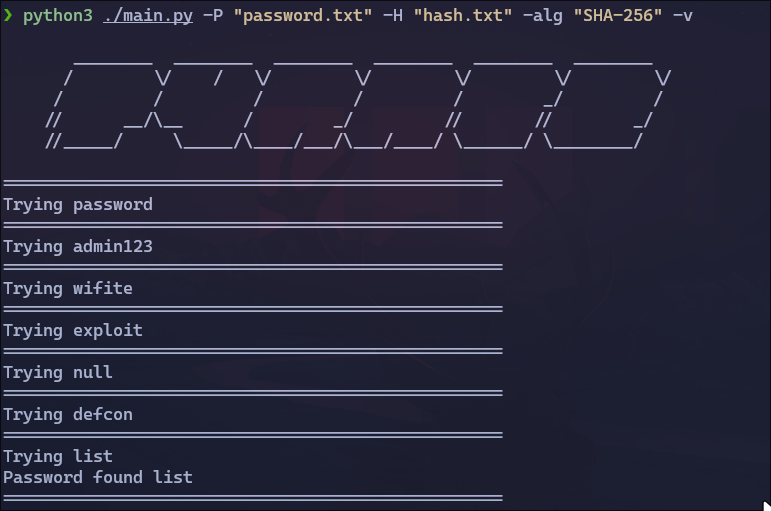 ❯ python3 ./main.py -P "password.txt" -H "hash.txt" -alg "SHA-256" -v
Trying password
Trying admin123
Trying wifite
Trying exploit
Trying null
Trying defcon
Trying list
Password found list